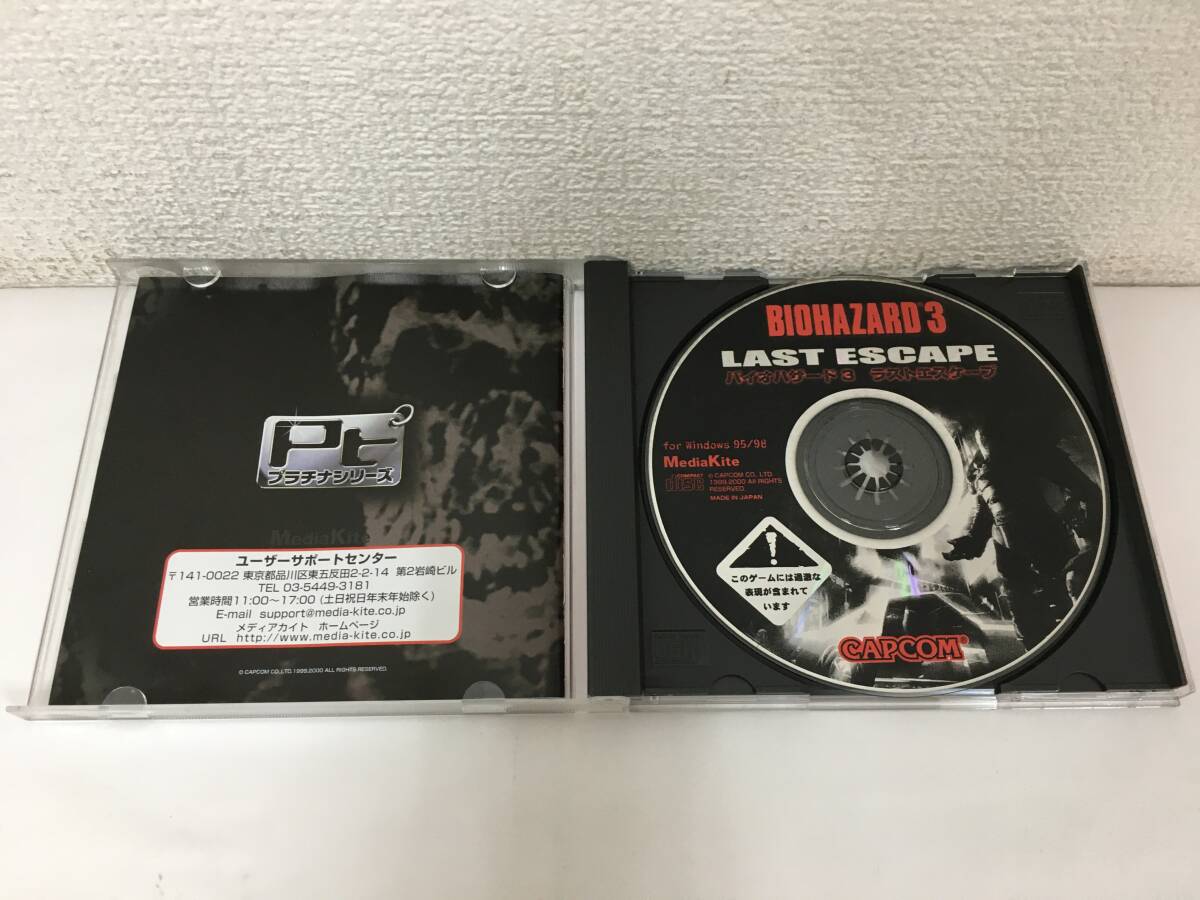 Pt
プラチナシリーズ
MediaKite
ユーザーサポートセンター
〒141-0022 東京都品川区東五反田2-2-14 第2岩崎ビル
TEL 03-5449-3181
営業時間11:00〜17:00 (土日祝日年末年始除く)
E-mail support@media-kite.co.jp
メディアカイト ホームページ
URL http://www.media-kite.co.jp
© CAPCOM CO.,LTD.1999,2000 ALL RIGHTS RESERVED.
BIOHAZARD® 3
LAST ESCAPE
バイオハザード 3 ラストエスケープ
for Windows 95/98
MediaKite
COMPACT
disc
© CAPCOM CO., LTD.
1999,2000 All RIGHTS
RESERVED.
MADE IN JAPAN
!
このゲームには過激な
表現が含まれて
います
CAPCOM®